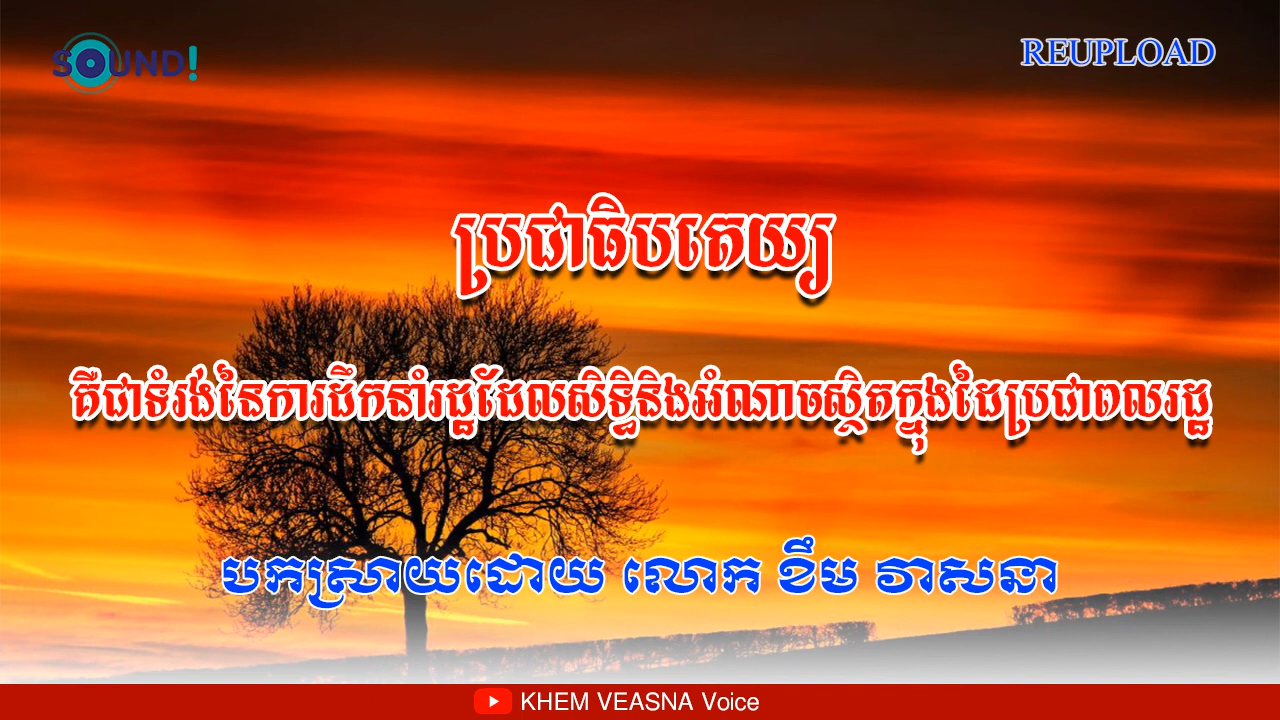 SOUND!
REUPLOAD
ប្រជាធិបតេយ្យ
គឺជាទំរង់នៃការដឹកនាំរដ្ឋដែលសិទ្ធិនិងអំណាចស្ថិតក្នុងដៃប្រជាពលរដ្ឋ
បកស្រាយដោយ លោក ខឹម វាសនា
KHEM VEASNA Voice